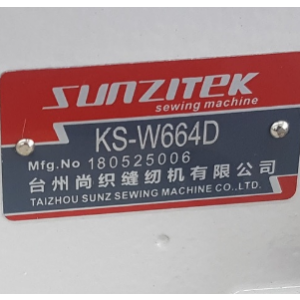 SUNZITEK
sewing machine
KS-W664D
Mfg.No 180525006
台州尚织缝纫机有限公司
TAIZHOU SUNZ SEWING MACHINE CO.,LTD.